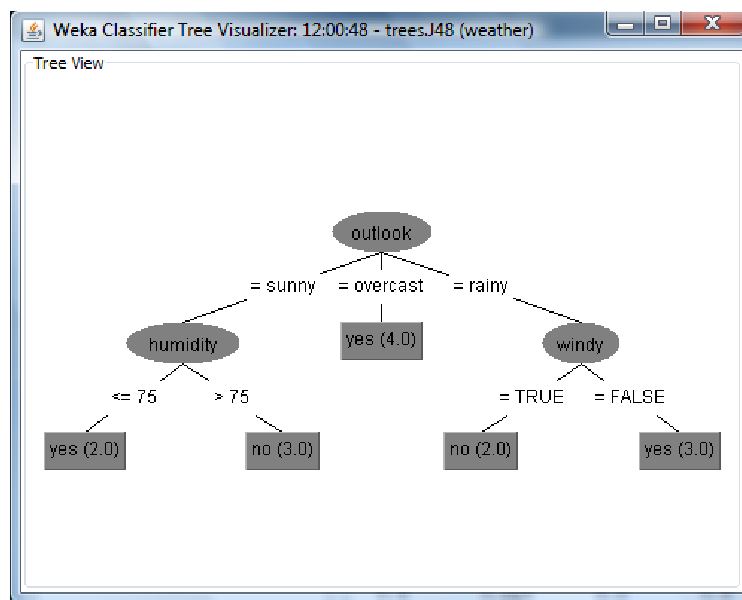 Weka Classifier Tree Visualizer: 12:00:48 - trees.J48 (weather)
Tree View
outlook
= sunny = overcast = rainy
humidity yes (4.0) windy
<= 75 > 75 = TRUE = FALSE
yes (2.0) no (3.0) no (2.0) yes (3.0)